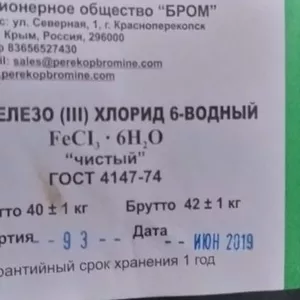 ционерное общество "БРОМ"
с: ул. Северная, 1, г. Красноперекопск
Крым, Россия, 296000
83656527430
il: sales@perekopbromine.com
perekopbromine.com
ЕЛЕЗО (III) ХЛОРИД 6-ВОДНЫЙ
FeCl₃ · 6H₂O
"чистый"
ГОСТ 4147-74
тто 40 ± 1 кг Брутто 42 ± 1 кг
ртия - 93 - - Дата - - ИЮН 2019
рантийный срок хранения 1 год